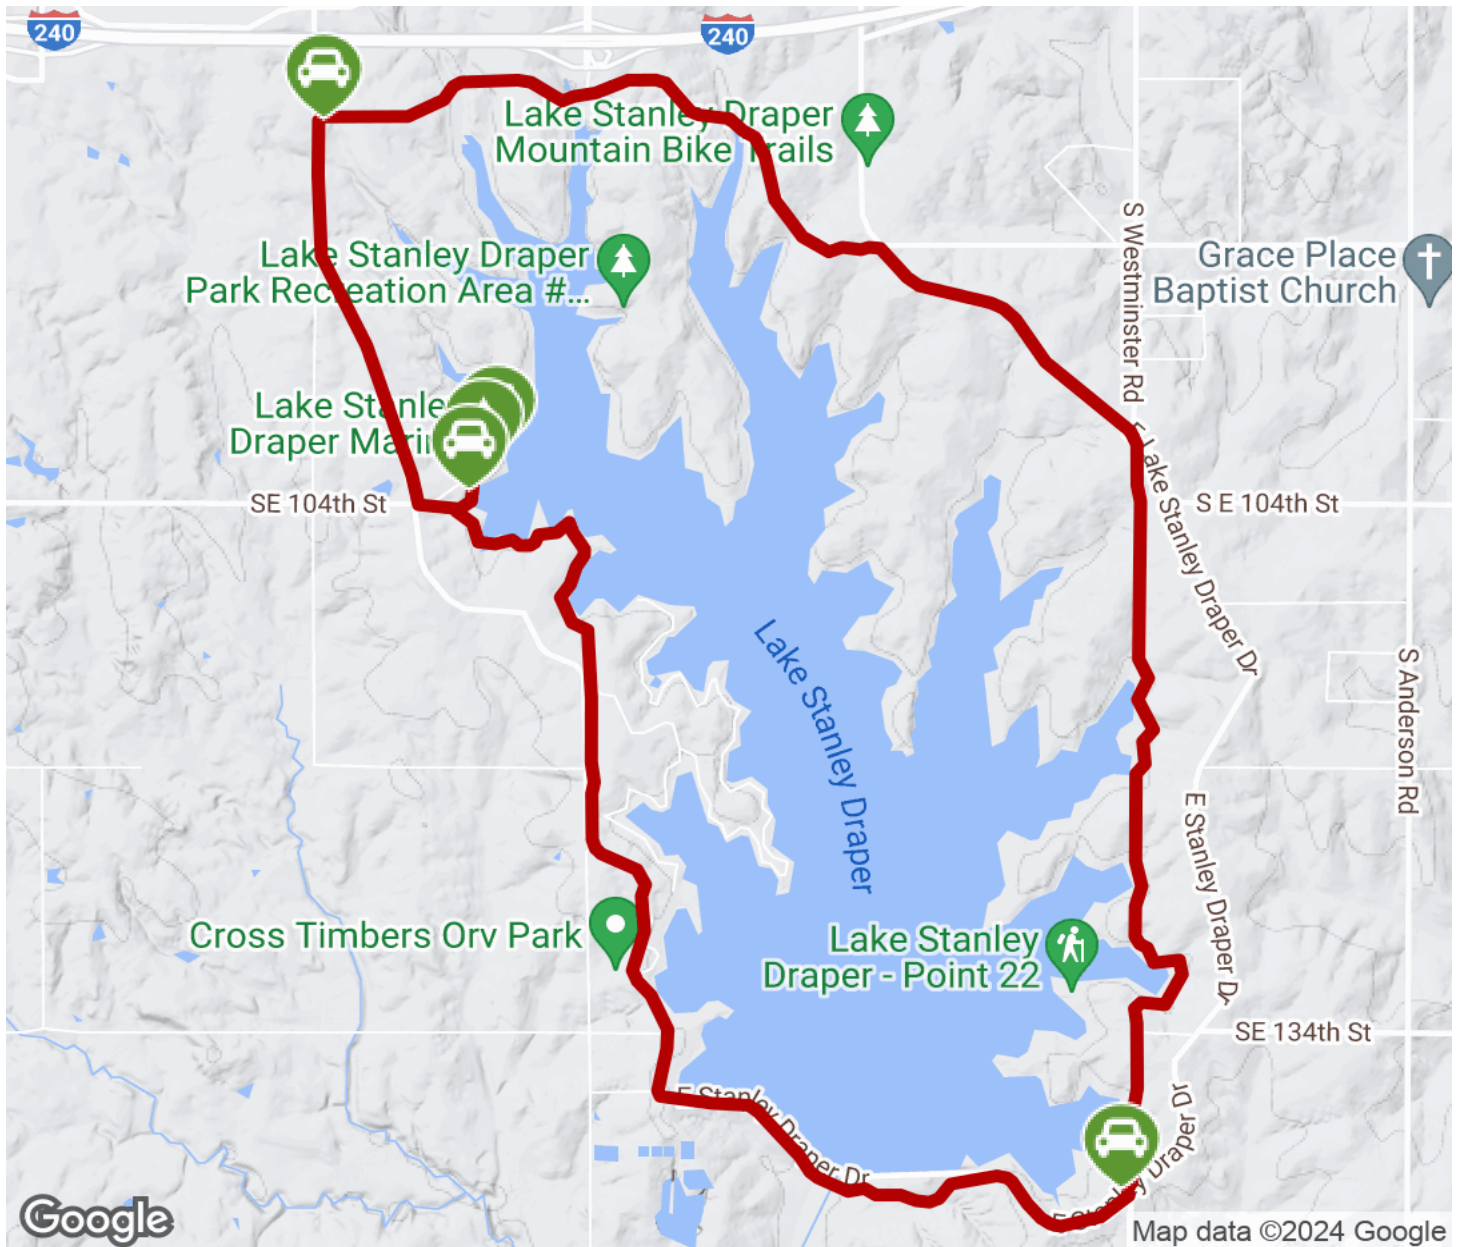 240
240
Lake Stanley Draper
Mountain Bike Trails
S Westminster Rd
Lake Stanley Draper
Park Recreation Area #...
Grace Place
Baptist Church
Lake Stanle
Draper Marin
SE 104th St
E Lake Stanley Draper Dr
S E 104th St
Lake Stanley Draper
S Anderson Rd
E Stanley Draper Dr
Cross Timbers Orv Park
Lake Stanley
Draper - Point 22
SE 134th St
E Stanley Draper Dr
E Stanley Draper Dr
Google
Map data ©2024 Google